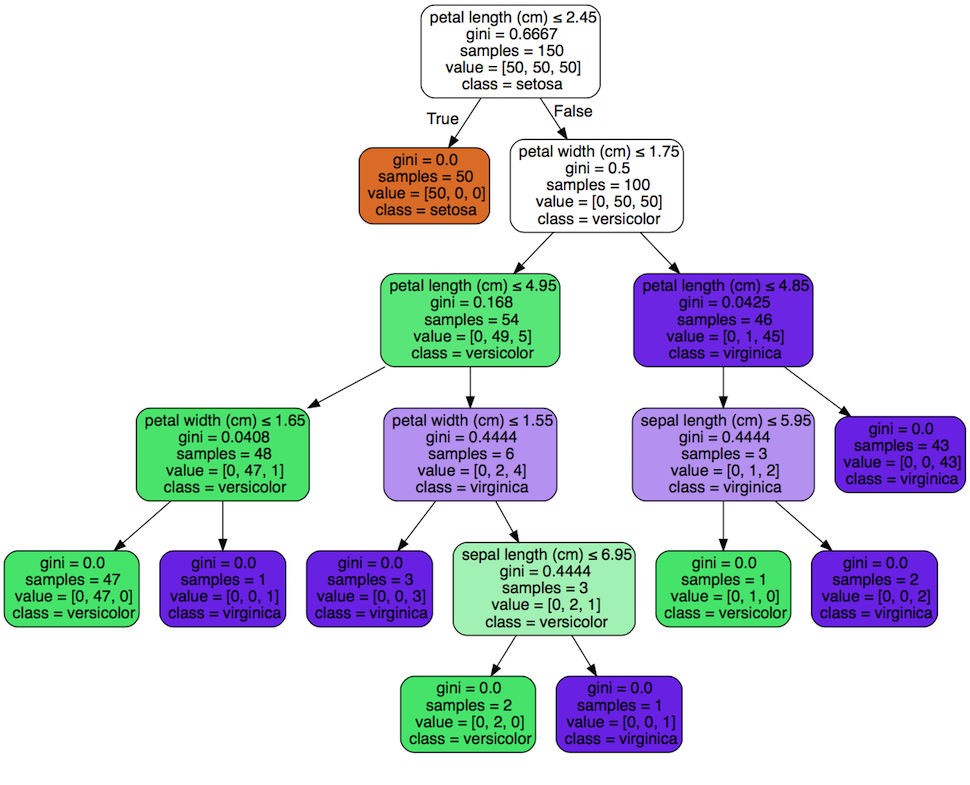 petal length (cm) ≤ 2.45
gini = 0.6667
samples = 150
value = [50, 50, 50]
class = setosa
True
False
gini = 0.0
samples = 50
value = [50, 0, 0]
class = setosa
petal width (cm) ≤ 1.75
gini = 0.5
samples = 100
value = [0, 50, 50]
class = versicolor
petal length (cm) ≤ 4.95
gini = 0.168
samples = 54
value = [0, 49, 5]
class = versicolor
petal length (cm) ≤ 4.85
gini = 0.0425
samples = 46
value = [0, 1, 45]
class = virginica
petal width (cm) ≤ 1.65
gini = 0.0408
samples = 48
value = [0, 47, 1]
class = versicolor
petal width (cm) ≤ 1.55
gini = 0.4444
samples = 6
value = [0, 2, 4]
class = virginica
sepal length (cm) ≤ 5.95
gini = 0.4444
samples = 3
value = [0, 1, 2]
class = virginica
gini = 0.0
samples = 43
value = [0, 0, 43]
class = virginica
gini = 0.0
samples = 47
value = [0, 47, 0]
class = versicolor
gini = 0.0
samples = 1
value = [0, 0, 1]
class = virginica
gini = 0.0
samples = 3
value = [0, 0, 3]
class = virginica
sepal length (cm) ≤ 6.95
gini = 0.4444
samples = 3
value = [0, 2, 1]
class = versicolor
gini = 0.0
samples = 1
value = [0, 1, 0]
class = versicolor
gini = 0.0
samples = 2
value = [0, 0, 2]
class = virginica
gini = 0.0
samples = 2
value = [0, 2, 0]
class = versicolor
gini = 0.0
samples = 1
value = [0, 0, 1]
class = virginica